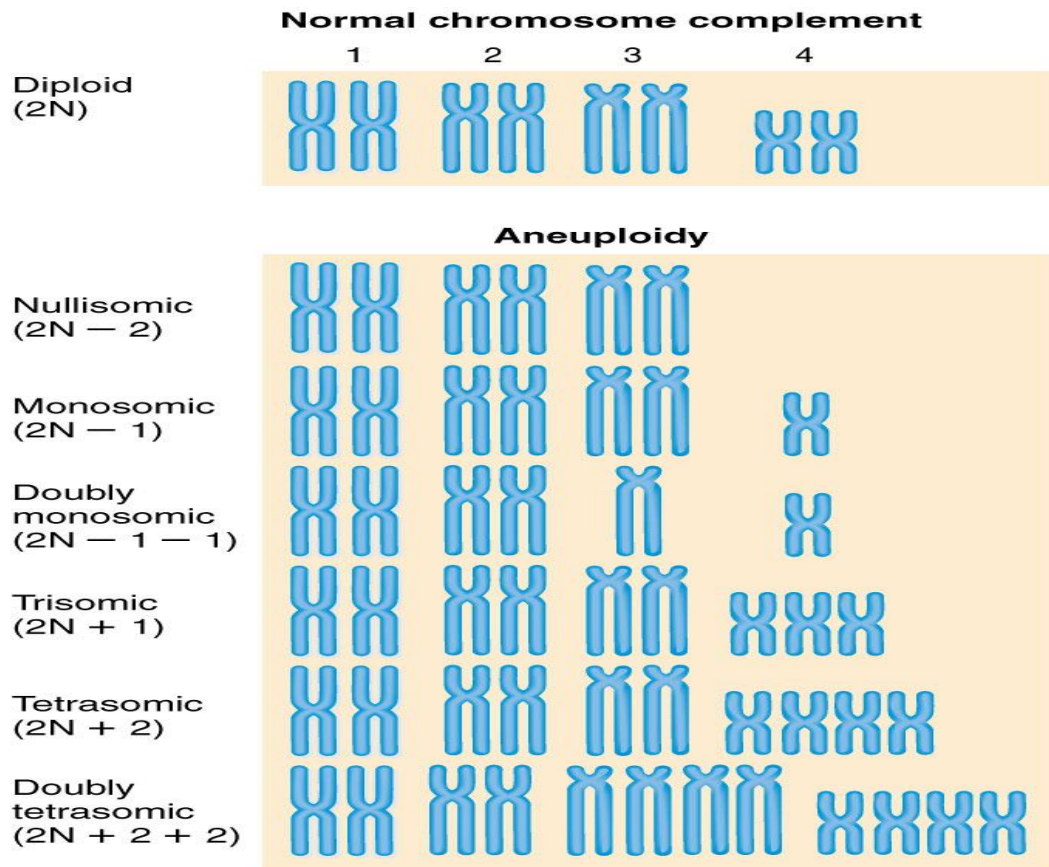 Normal chromosome complement
1 2 3 4
Diploid
(2N)
Aneuploidy
Nullisomic
(2N — 2)
Monosomic
(2N — 1)
Doubly
monosomic
(2N — 1 — 1)
Trisomic
(2N + 1)
Tetrasomic
(2N + 2)
Doubly
tetrasomic
(2N + 2 + 2)